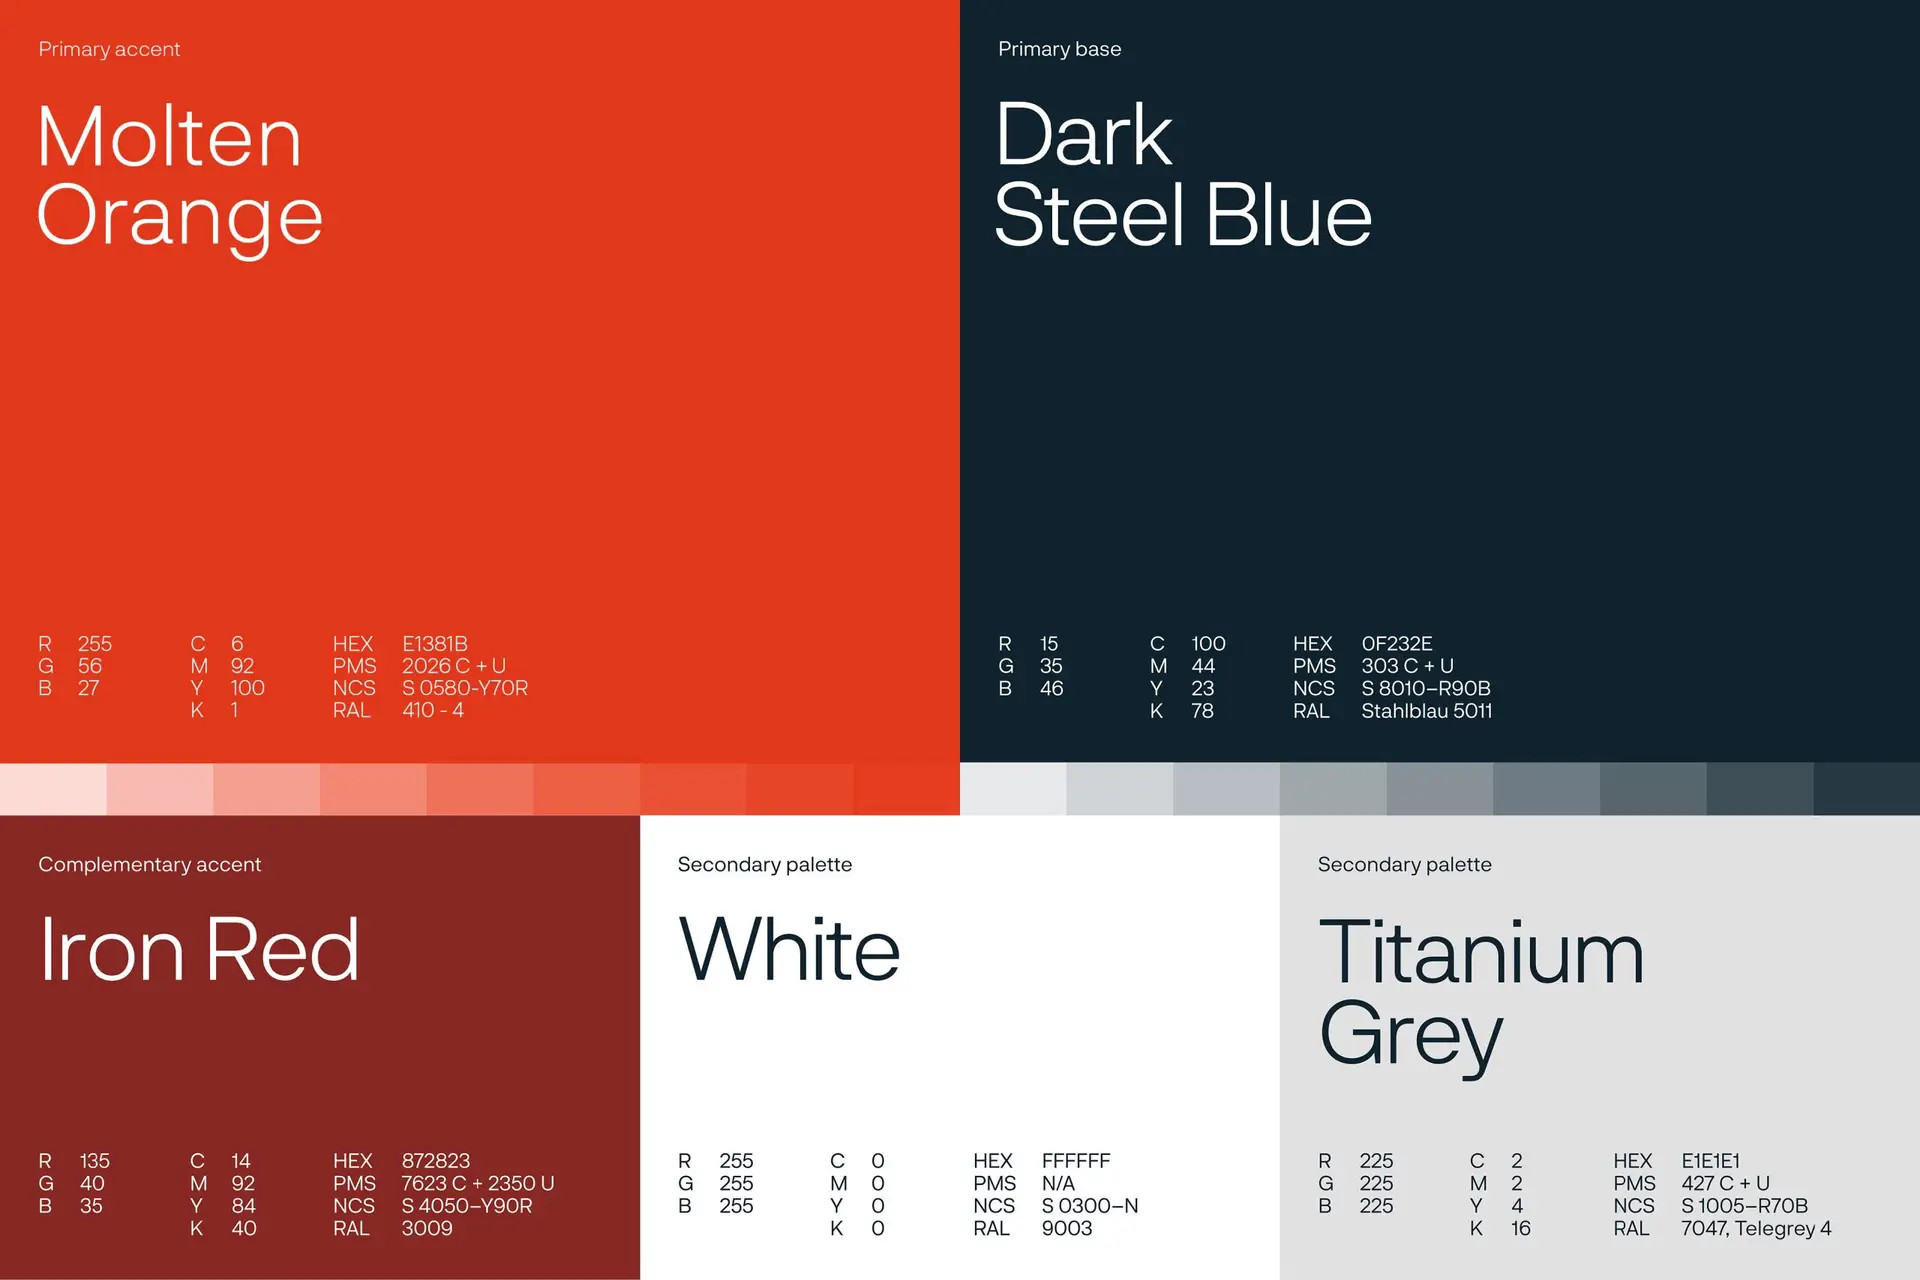 Primary accent
Molten
Orange
R 255 C 6 HEX E1381B
G 56 M 92 PMS 2026 C + U
B 27 Y 100 NCS S 0580-Y70R
K 1 RAL 410 - 4
Primary base
Dark
Steel Blue
R 15 C 100 HEX 0F232E
G 35 M 44 PMS 303 C + U
B 46 Y 23 NCS S 8010–R90B
K 78 RAL Stahlblau 5011
Complementary accent
Iron Red
R 135 C 14 HEX 872823
G 40 M 92 PMS 7623 C + 2350 U
B 35 Y 84 NCS S 4050–Y90R
K 40 RAL 3009
Secondary palette
White
R 255 C 0 HEX FFFFFF
G 255 M 0 PMS N/A
B 255 Y 0 NCS S 0300–N
K 0 RAL 9003
Secondary palette
Titanium
Grey
R 225 C 2 HEX E1E1E1
G 225 M 2 PMS 427 C + U
B 225 Y 4 NCS S 1005–R70B
K 16 RAL 7047, Telegrey 4